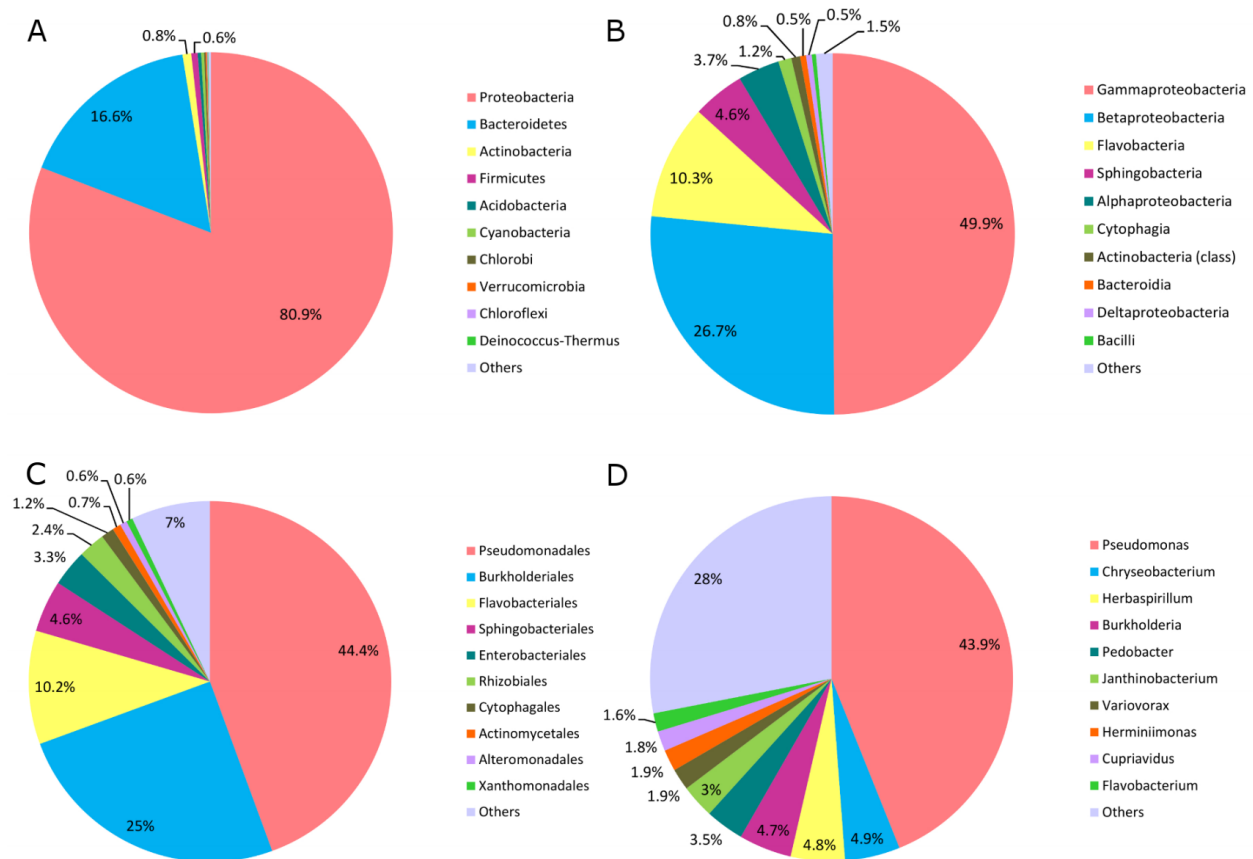 A
0.8%
0.6%
16.6%
80.9%
Proteobacteria
Bacteroidetes
Actinobacteria
Firmicutes
Acidobacteria
Cyanobacteria
Chlorobi
Verrucomicrobia
Chloroflexi
Deinococcus-Thermus
Others
B
0.5%
0.8%
0.5%
1.5%
1.2%
3.7%
4.6%
10.3%
49.9%
26.7%
Gammaproteobacteria
Betaproteobacteria
Flavobacteria
Sphingobacteria
Alphaproteobacteria
Cytophagia
Actinobacteria (class)
Bacteroidia
Deltaproteobacteria
Bacilli
Others
C
0.6%
0.6%
1.2%
0.7%
2.4%
7%
3.3%
4.6%
44.4%
10.2%
25%
Pseudomonadales
Burkholderiales
Flavobacteriales
Sphingobacteriales
Enterobacteriales
Rhizobiales
Cytophagales
Actinomycetales
Alteromonadales
Xanthomonadales
Others
D
28%
43.9%
1.6%
1.8%
1.9%
1.9%
3%
3.5%
4.7%
4.8%
4.9%
Pseudomonas
Chryseobacterium
Herbaspirillum
Burkholderia
Pedobacter
Janthinobacterium
Variovorax
Herminiimonas
Cupriavidus
Flavobacterium
Others